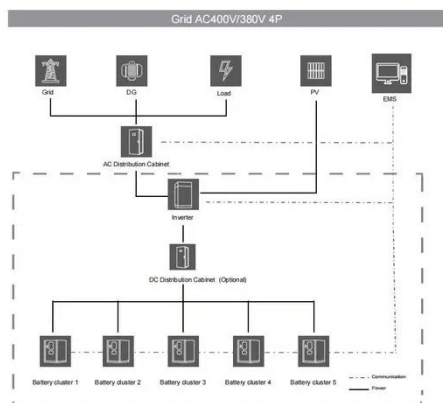 Grid AC400V/380V 4P
Grid
DG
Load
PV
EMS
AC Distribution Cabinet
Inverter
DC Distribution Cabinet (Optional)
Battery cluster 1
Battery cluster 2
Battery cluster 3
Battery cluster 4
Battery cluster 5
Communication
Power